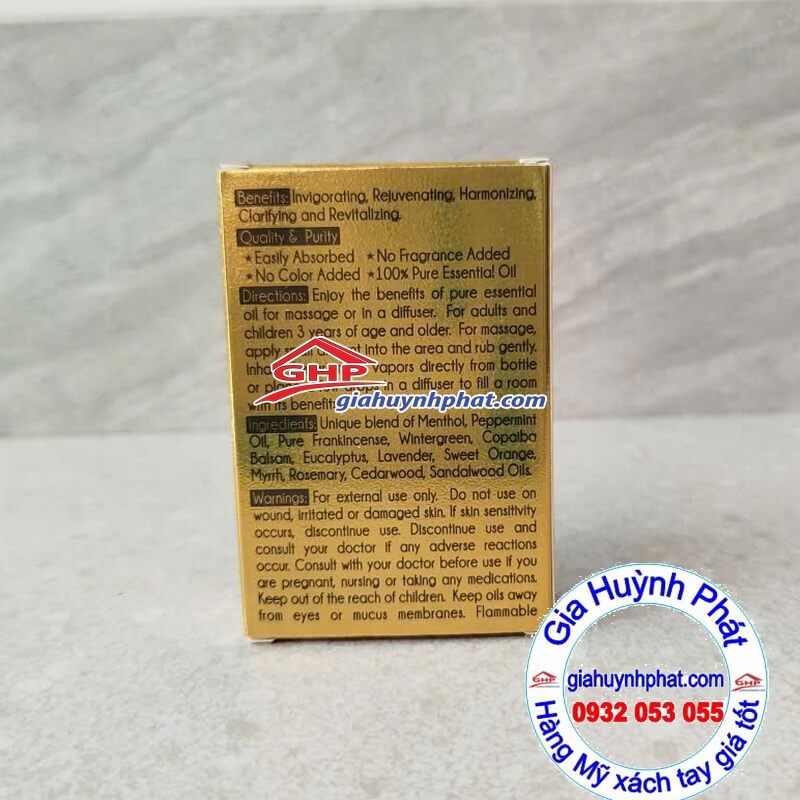 Benefits: Invigorating, Rejuvenating, Harmonizing,
Clarifying and Revitalizing.
Quality & Purity
★Easily Absorbed ★No Fragrance Added
★No Color Added ★100% Pure Essential Oil
Directions: Enjoy the benefits of pure essential
oil for massage or in a diffuser. For adults and
children 3 years of age and older. For massage,
apply into the area and rub gently.
vapors directly from bottle
or in a diffuser to fill a room
with its
GHP
giahuynhphat.com
Ingredients: Unique blend of Menthol, Peppermint
Oil, Pure Frankincense, Wintergreen, Copaiba
Balsam, Eucalyptus, Lavender, Sweet Orange,
Myrrh, Rosemary, Cedarwood, Sandalwood Oils.
Warnings: For external use only. Do not use on
wound, irritated or damaged skin. If skin sensitivity
occurs, discontinue use. Discontinue use and
consult your doctor if any adverse reactions
occur. Consult with your doctor before use if you
are pregnant, nursing or taking any medications.
Keep out of the reach of children. Keep oils away
from eyes or mucus membranes. Flammable
Gia Huỳnh Phát
GHP giahuynhphat.com GHP
0932 053 055
Hàng Mỹ xách tay giá tốt